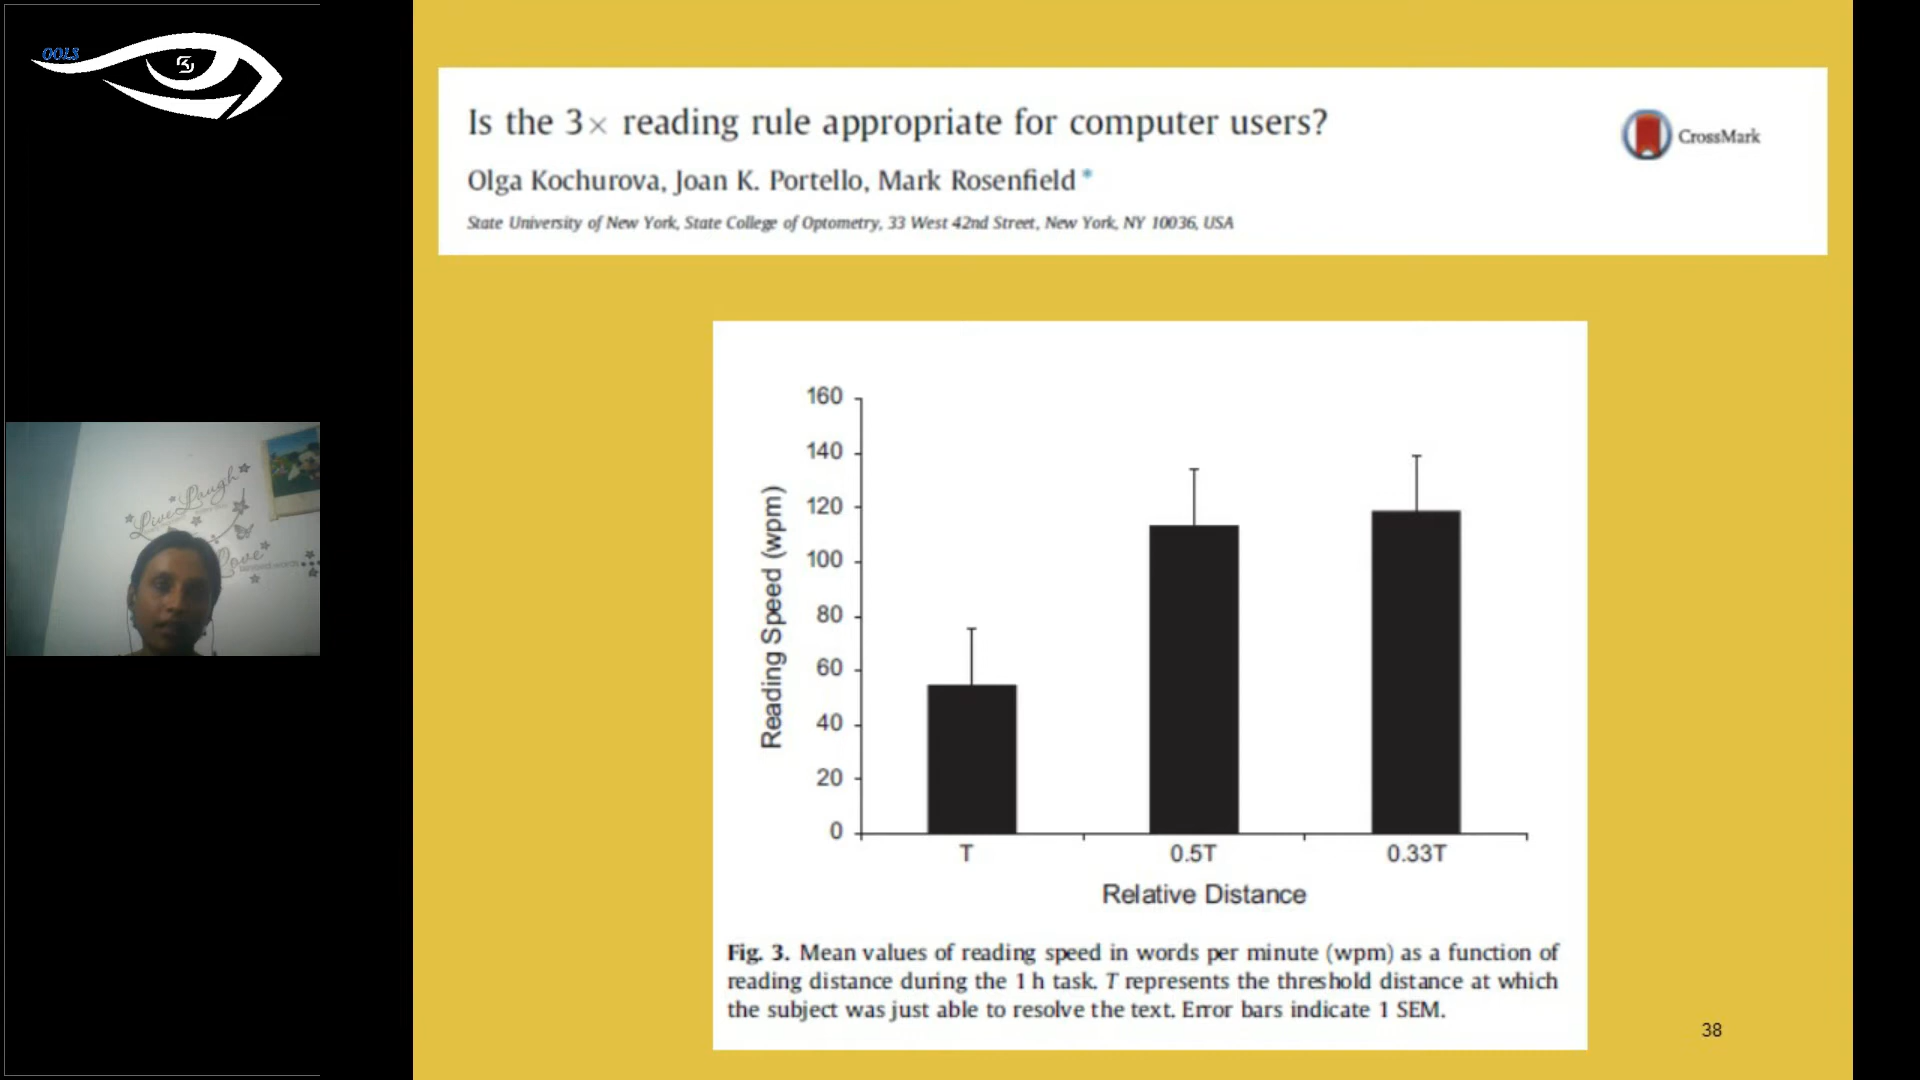 OOLS
Is the 3× reading rule appropriate for computer users?
CrossMark
Olga Kochurova, Joan K. Portello, Mark Rosenfield *
State University of New York, State College of Optometry, 33 West 42nd Street, New York, NY 10036, USA
Live Laugh
Love
160
140
120
100
80
60
40
20
0
Reading Speed (wpm)
T
0.5T
0.33T
Relative Distance
Fig. 3. Mean values of reading speed in words per minute (wpm) as a function of
reading distance during the 1 h task. T represents the threshold distance at which
the subject was just able to resolve the text. Error bars indicate 1 SEM.
38